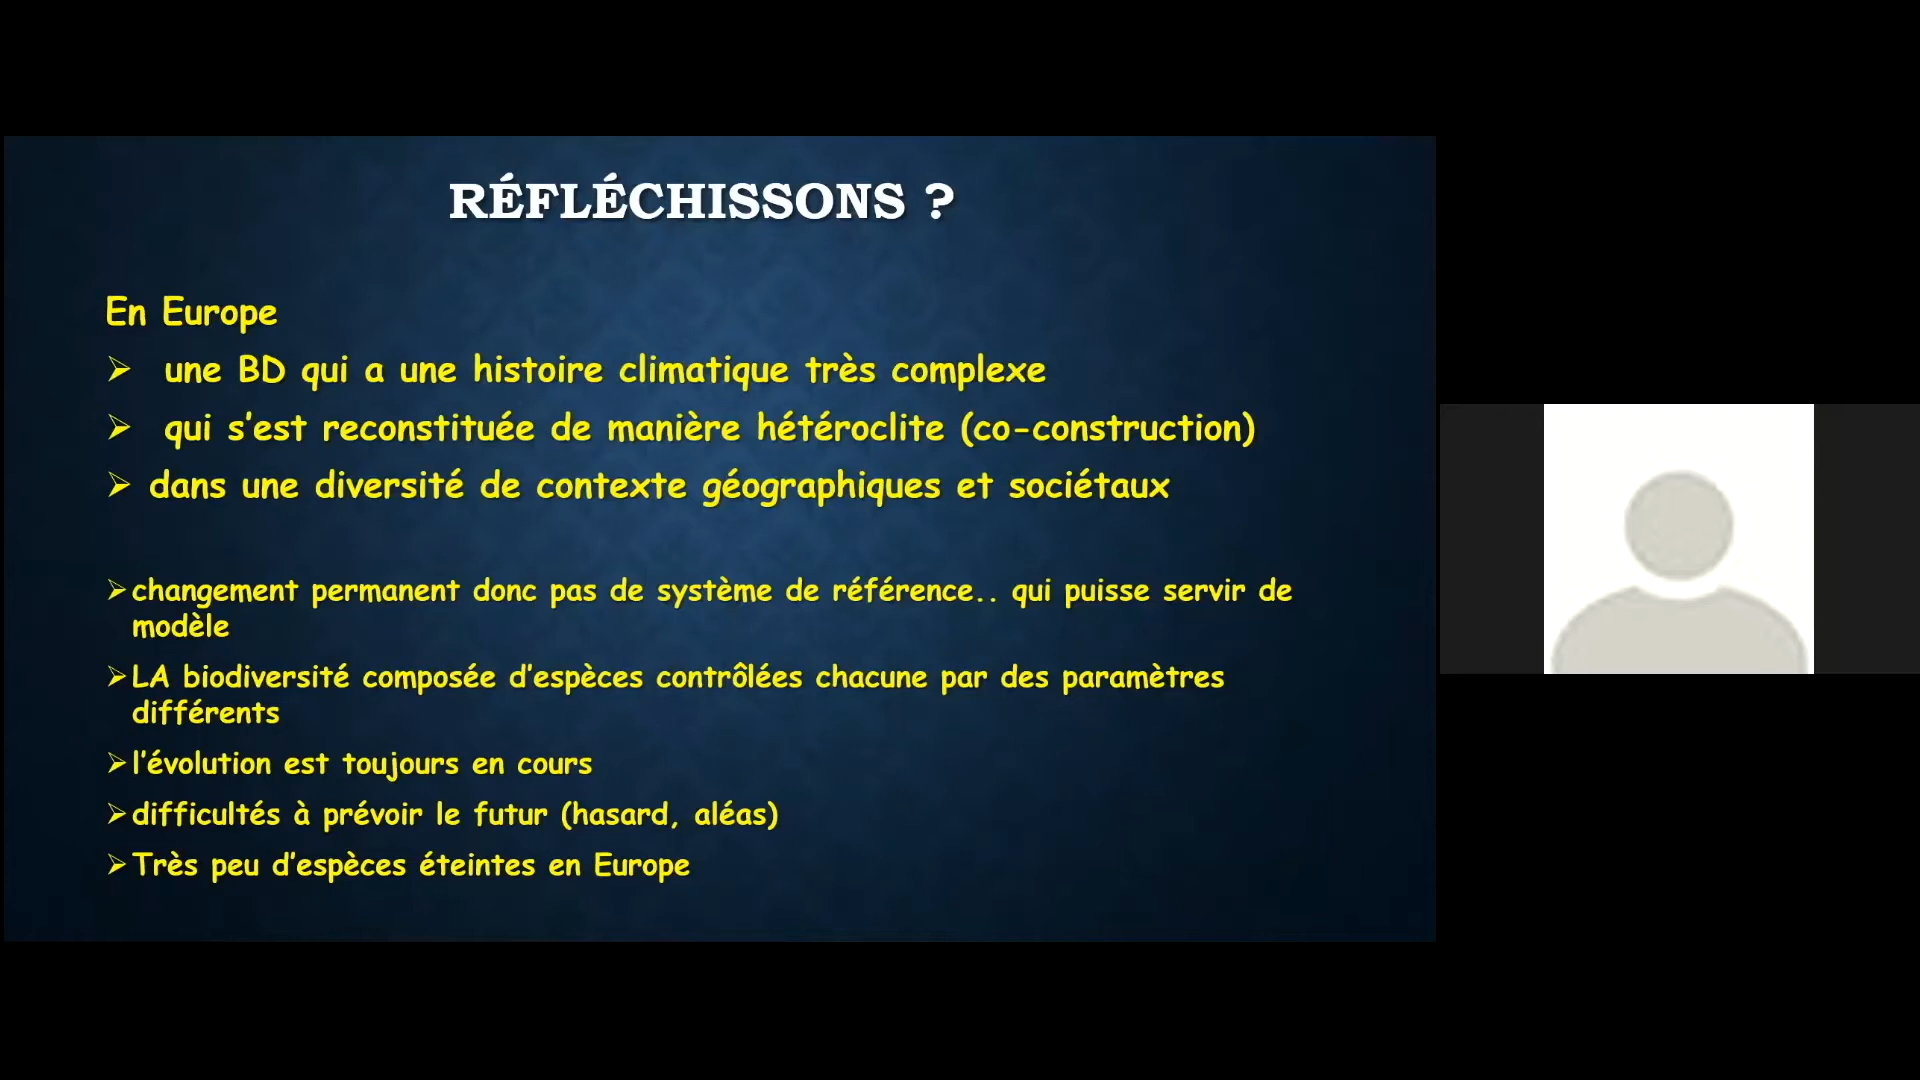 RÉFLÉCHISSONS ?
En Europe
➢ une BD qui a une histoire climatique très complexe
➢ qui s’est reconstituée de manière hétéroclite (co-construction)
➢ dans une diversité de contexte géographiques et sociétaux
➢ changement permanent donc pas de système de référence.. qui puisse servir de
modèle
➢ LA biodiversité composée d’espèces contrôlées chacune par des paramètres
différents
➢ l’évolution est toujours en cours
➢ difficultés à prévoir le futur (hasard, aléas)
➢ Très peu d’espèces éteintes en Europe